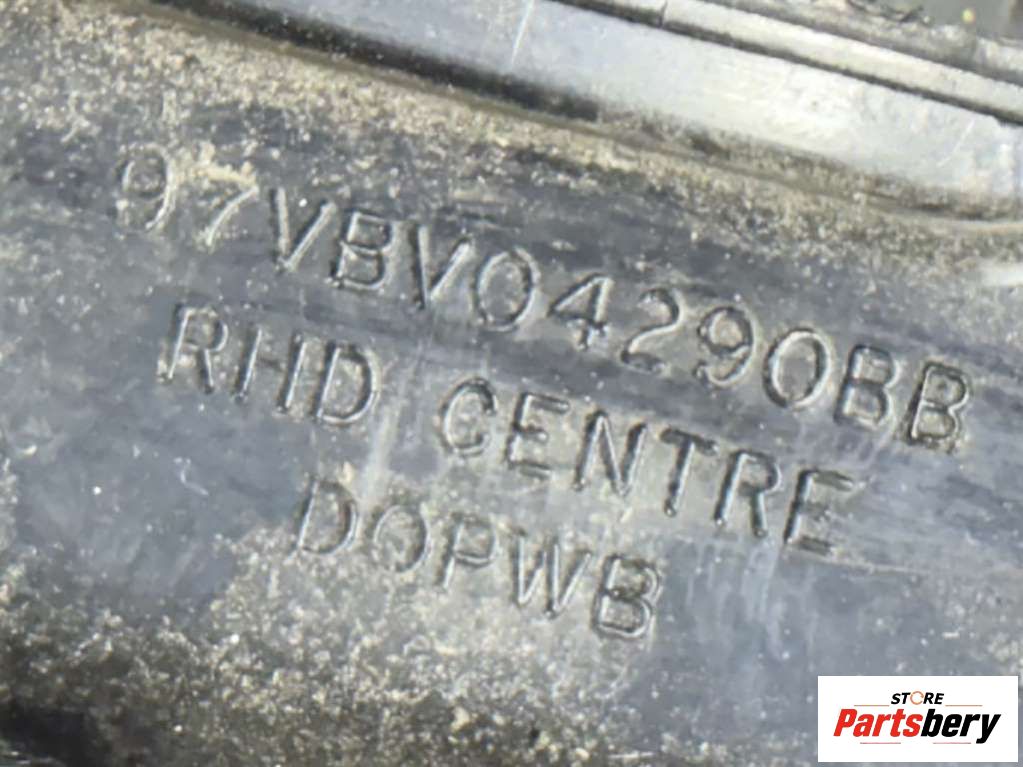 97VBV04290BB
RHD CENTRE
DOPWB
STORE
Partsbery